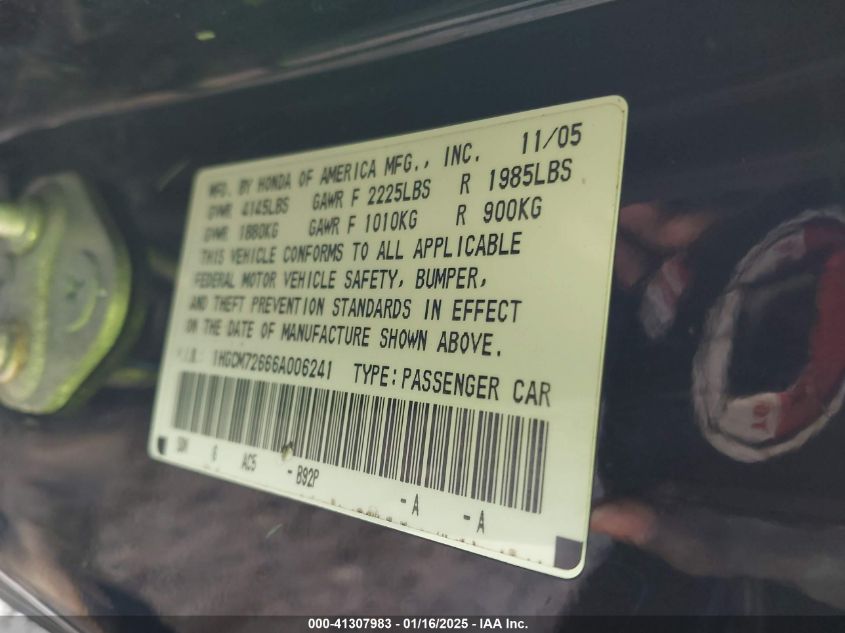 MFG. BY HONDA OF AMERICA MFG., INC. 11/05
GVWR 4145LBS GAWR F 2225LBS R 1985LBS
GVWR 1880KG GAWR F 1010KG R 900KG
THIS VEHICLE CONFORMS TO ALL APPLICABLE
FEDERAL MOTOR VEHICLE SAFETY, BUMPER,
AND THEFT PREVENTION STANDARDS IN EFFECT
ON THE DATE OF MANUFACTURE SHOWN ABOVE.
V.I.N.: 1HGCM72666A006241 TYPE:PASSENGER CAR
SDN 6 AC5 -B92P -A -A
000-41307983 - 01/16/2025 - IAA Inc.